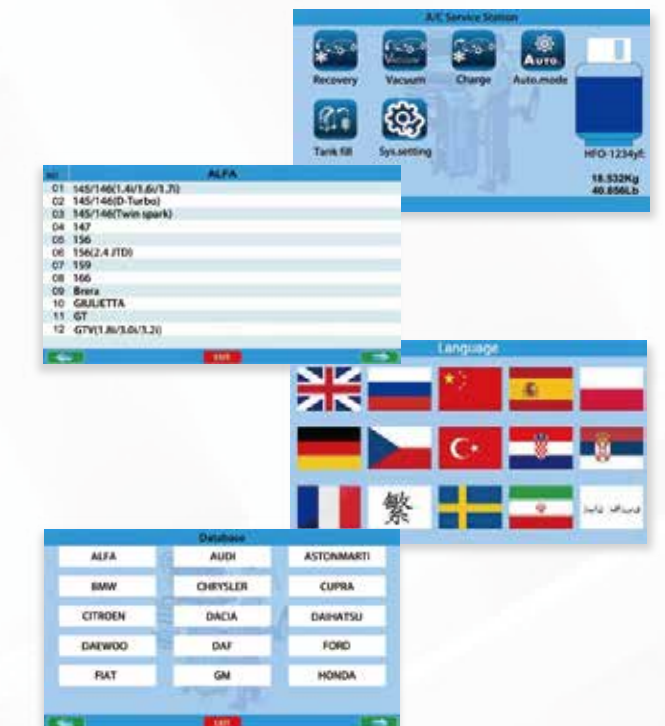 A/C Service Station
Recovery Vacuum Charge Auto.mode
AUTO.
Tank fill Sys.setting
HFO-1234yf:
18.532Kg
40.856Lb
NO ALFA
01 145/146(1.4i/1.6i/1.7i)
02 145/146(D-Turbo)
03 145/146(Twin spark)
04 147
05 156
06 156(2.4 JTD)
07 159
08 166
09 Brera
10 GIULIETTA
11 GT
12 GTV(1.8i/3.0i/3.2i)
EXIT
Language
繁
Database
ALFA AUDI ASTONMARTI
BMW CHRYSLER CUPRA
CITROEN DACIA DAIHATSU
DAEWOO DAF FORD
FIAT GM HONDA
EXIT